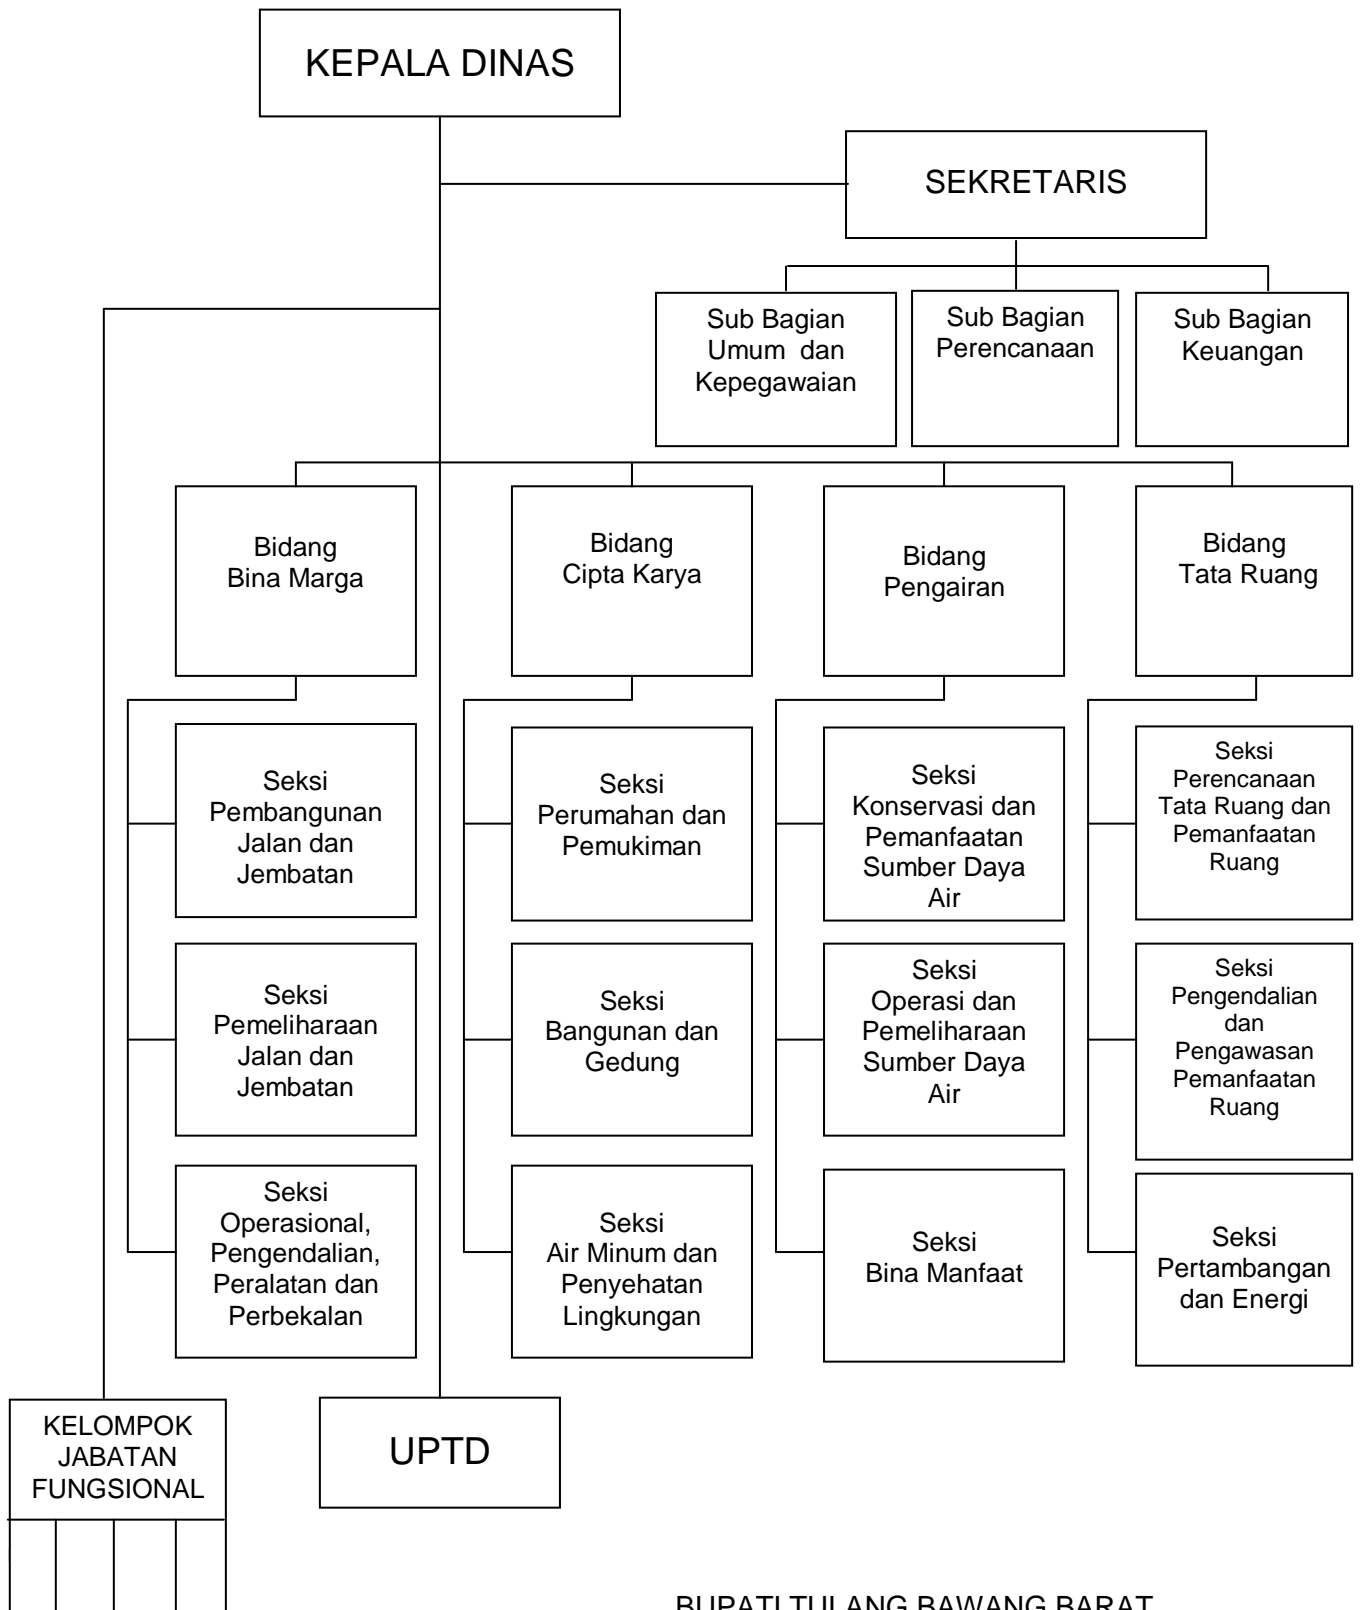 KEPALA DINAS
SEKRETARIS
Sub Bagian
Umum dan
Kepegawaian
Sub Bagian
Perencanaan
Sub Bagian
Keuangan
Bidang
Bina Marga
Bidang
Cipta Karya
Bidang
Pengairan
Bidang
Tata Ruang
Seksi
Pembangunan
Jalan dan
Jembatan
Seksi
Perumahan dan
Pemukiman
Seksi
Konservasi dan
Pemanfaatan
Sumber Daya
Air
Seksi
Perencanaan
Tata Ruang dan
Pemanfaatan
Ruang
Seksi
Pemeliharaan
Jalan dan
Jembatan
Seksi
Bangunan dan
Gedung
Seksi
Operasi dan
Pemeliharaan
Sumber Daya
Air
Seksi
Pengendalian
dan
Pengawasan
Pemanfaatan
Ruang
Seksi
Operasional,
Pengendalian,
Peralatan dan
Perbekalan
Seksi
Air Minum dan
Penyehatan
Lingkungan
Seksi
Bina Manfaat
Seksi
Pertambangan
dan Energi
KELOMPOK
JABATAN
FUNGSIONAL
UPTD
BUPATI TULANG BAWANG BARAT